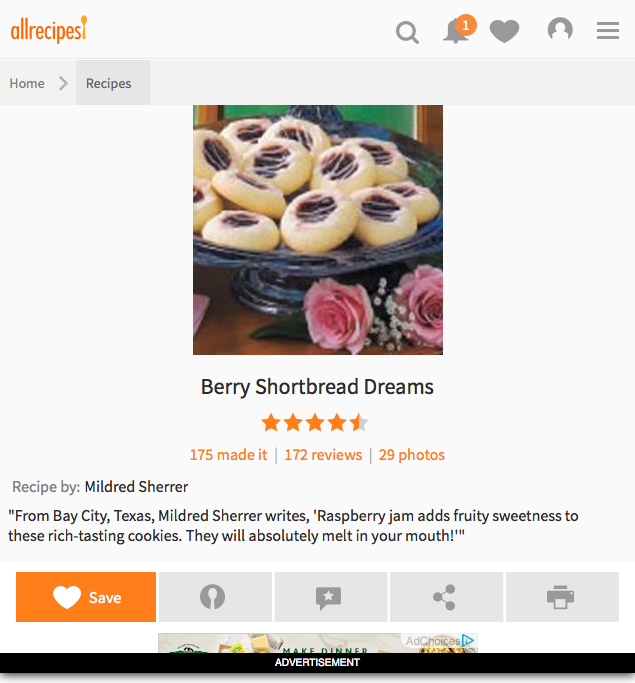 allrecipes
1
Home
Recipes
Berry Shortbread Dreams
175 made it | 172 reviews | 29 photos
Recipe by: Mildred Sherrer
"From Bay City, Texas, Mildred Sherrer writes, 'Raspberry jam adds fruity sweetness to
these rich-tasting cookies. They will absolutely melt in your mouth!'"
Save
AdChoices
MAKE DINNER
ADVERTISEMENT